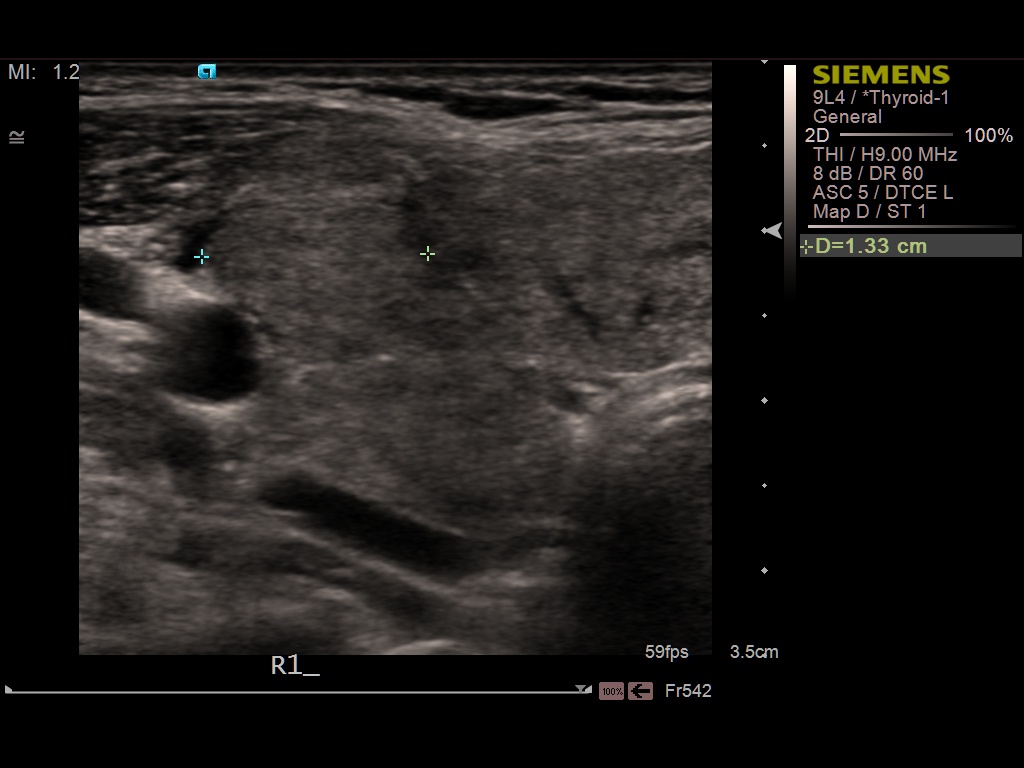 MI: 1.2
SIEMENS
9L4 / *Thyroid-1
General
2D 100%
THI / H9.00 MHz
8 dB / DR 60
ASC 5 / DTCE L
Map D / ST 1
D=1.33 cm
59fps 3.5cm
R1_
100% Fr542